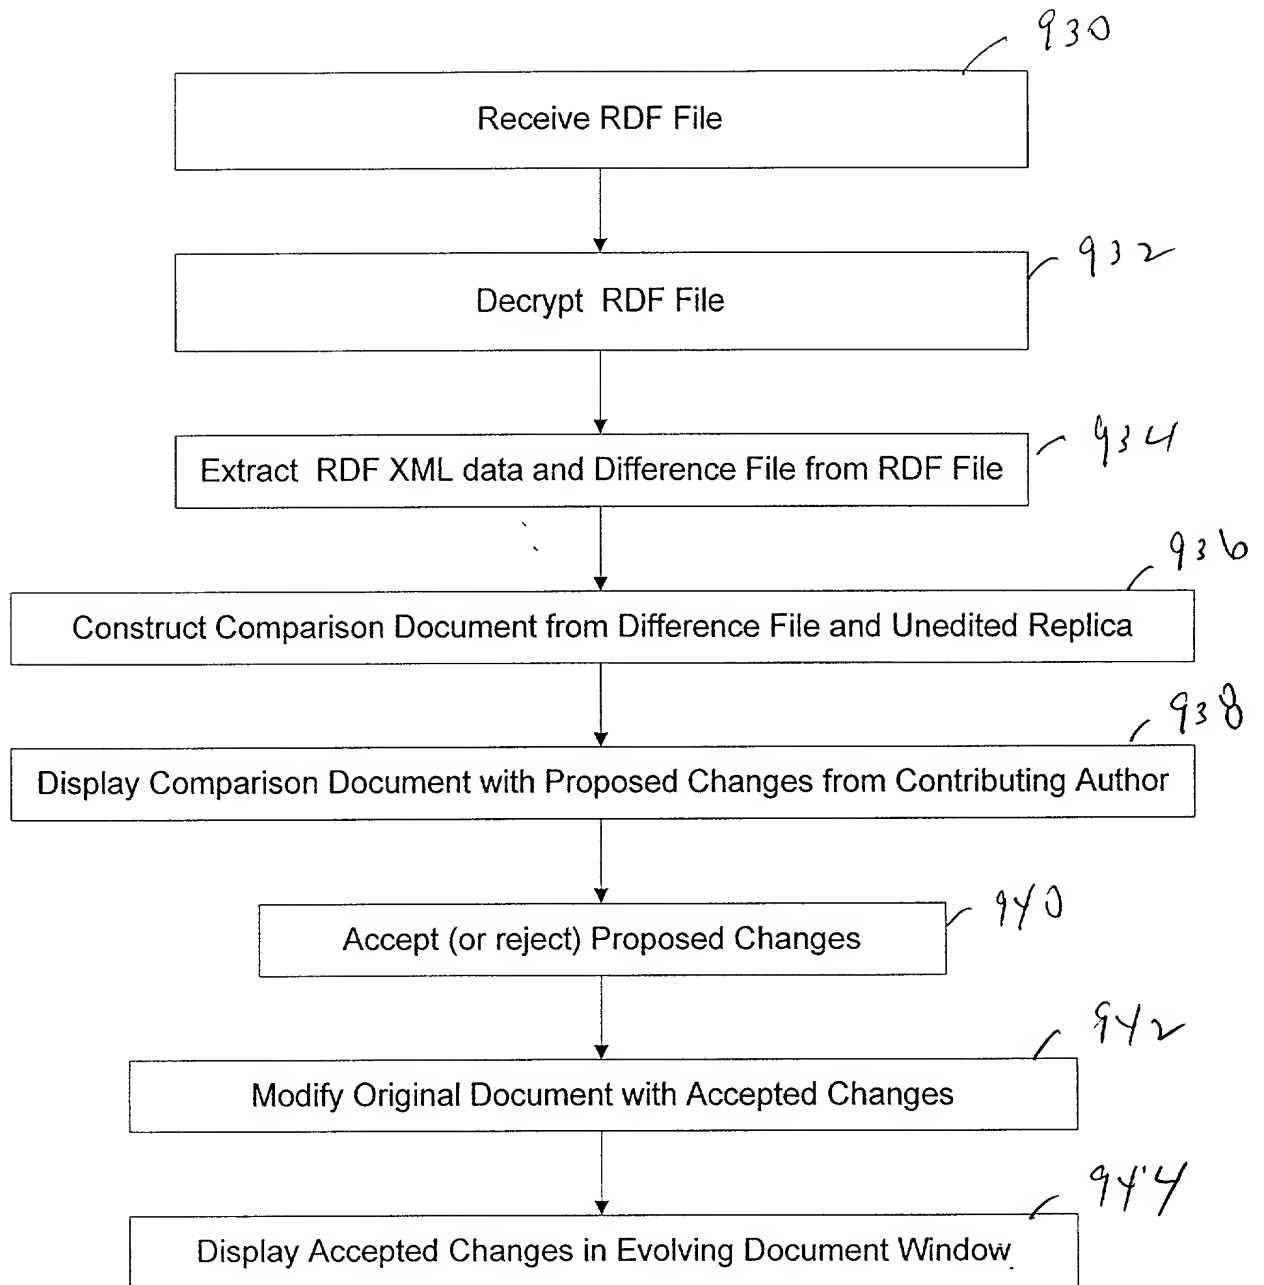 930
Receive RDF File
932
Decrypt RDF File
934
Extract RDF XML data and Difference File from RDF File
936
Construct Comparison Document from Difference File and Unedited Replica
938
Display Comparison Document with Proposed Changes from Contributing Author
940
Accept (or reject) Proposed Changes
942
Modify Original Document with Accepted Changes
944
Display Accepted Changes in Evolving Document Window